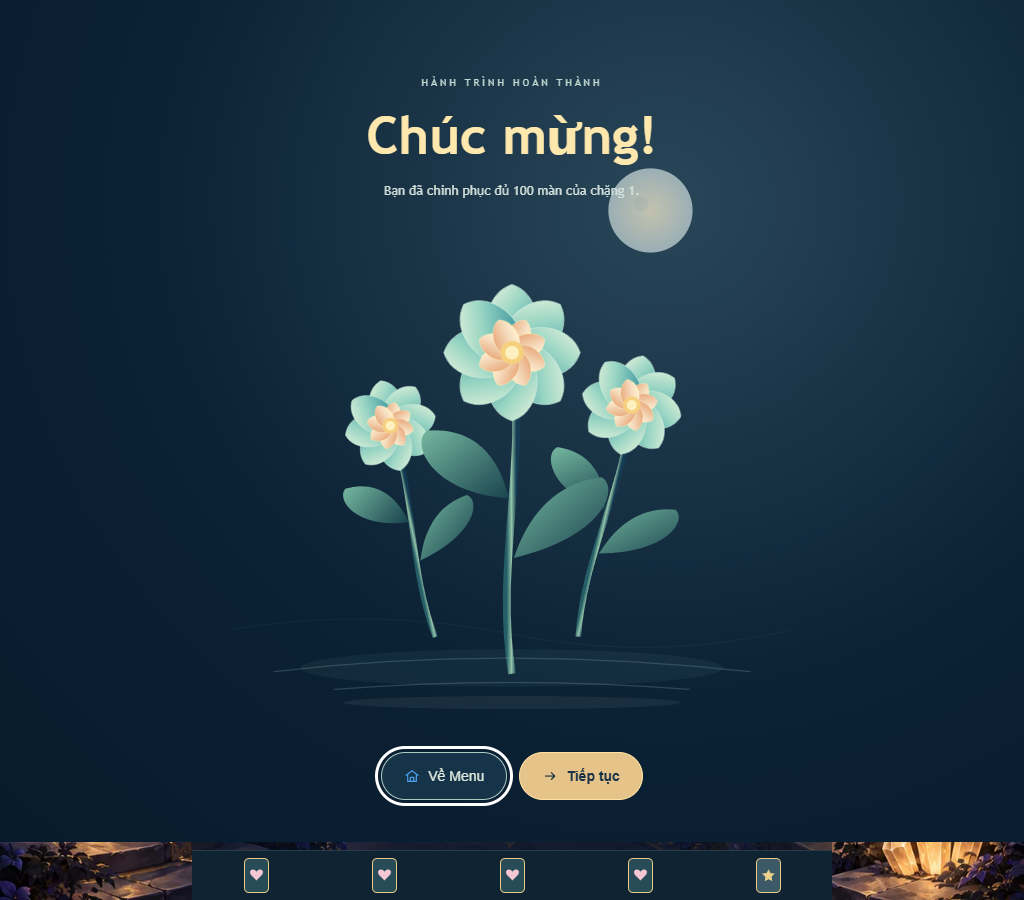 HÀNH TRÌNH HOÀN THÀNH
Chúc mừng!
Bạn đã chinh phục đủ 100 màn của chặng 1.
Về Menu
Tiếp tục